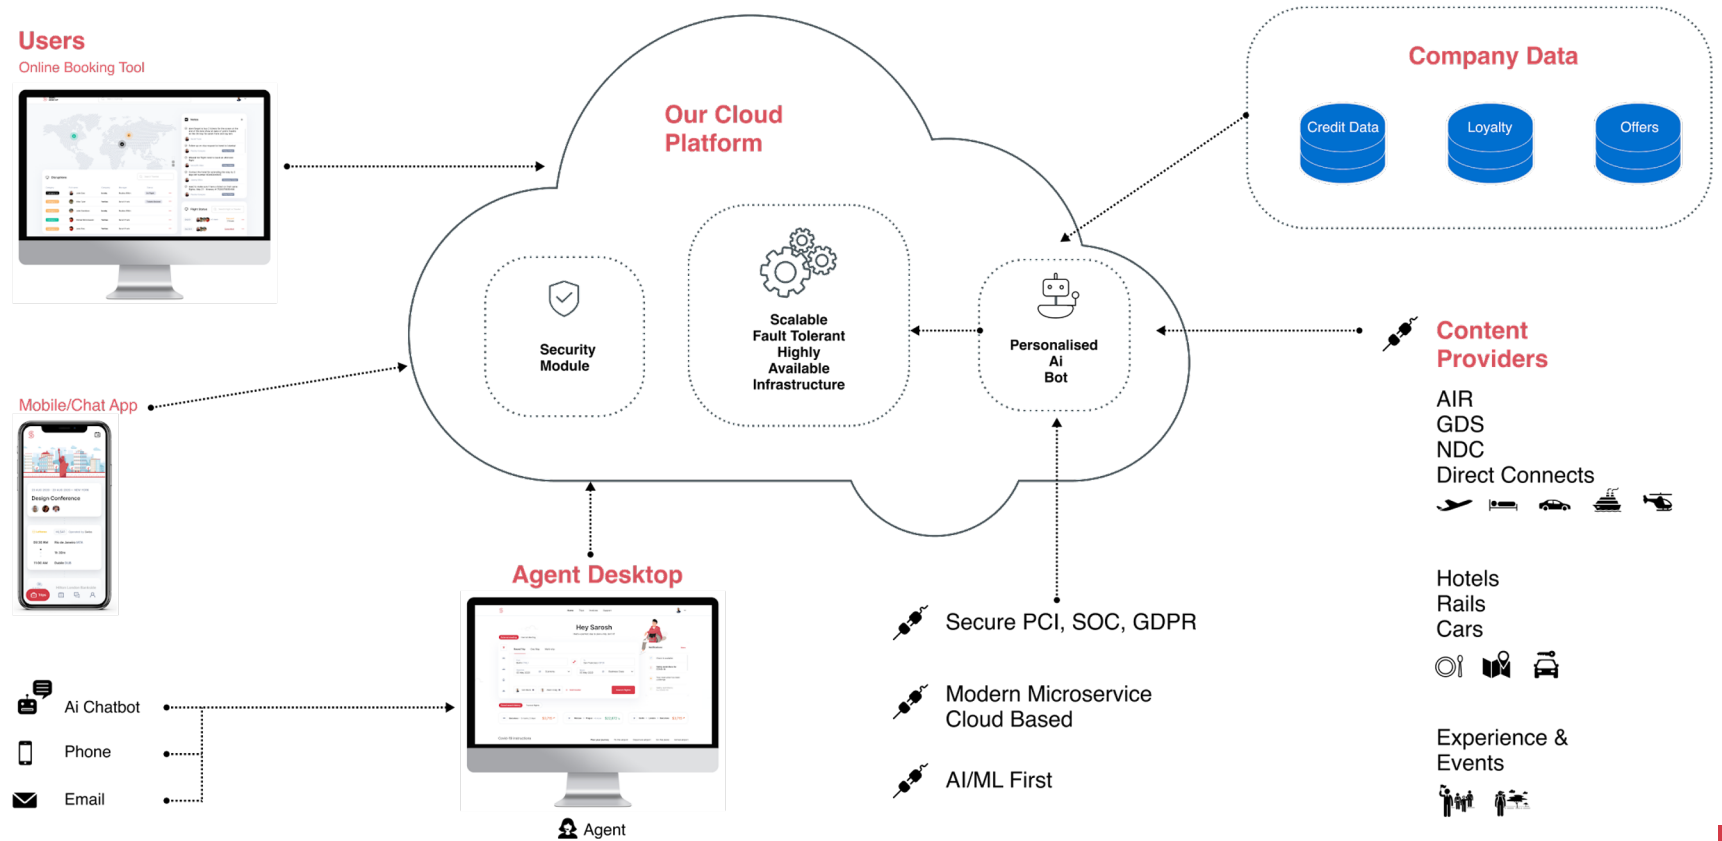 Users
Online Booking Tool
Our Cloud
Platform
Company Data
Credit Data
Loyalty
Offers
Security
Module
Scalable
Fault Tolerant
Highly
Available
Infrastructure
Personalised
Ai
Bot
Content
Providers
AIR
GDS
NDC
Direct Connects
Hotels
Rails
Cars
Experience &
Events
Mobile/Chat App
Design Conference
Agent Desktop
Hey Sarosh
Agent
Ai Chatbot
Phone
Email
Secure PCI, SOC, GDPR
Modern Microservice
Cloud Based
AI/ML First